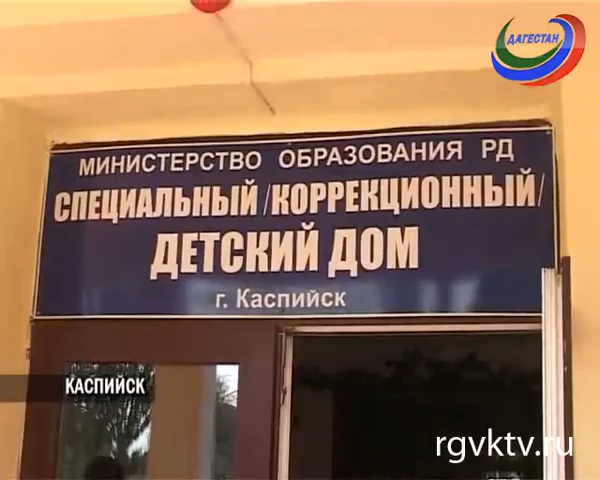 ДАГЕСТАН
МИНИСТЕРСТВО ОБРАЗОВАНИЯ РД
СПЕЦИАЛЬНЫЙ /КОРРЕКЦИОННЫЙ/
ДЕТСКИЙ ДОМ
г. Каспийск
КАСПИЙСК
rgvktv.ru